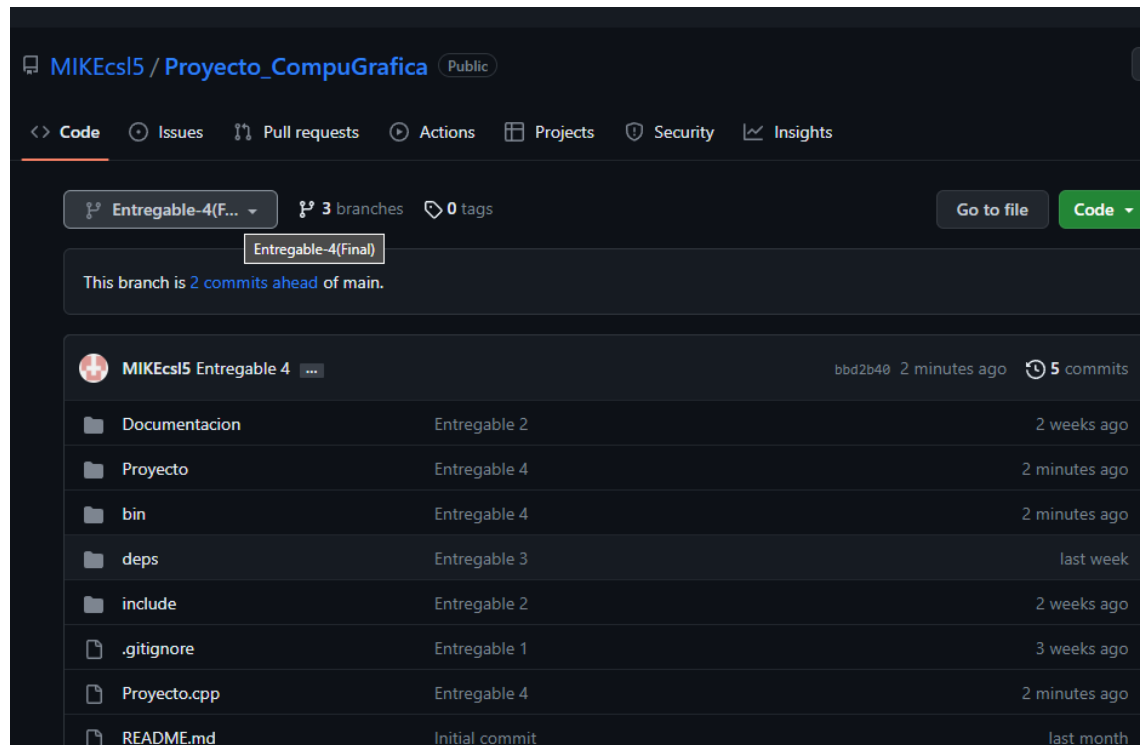 MIKEcsl5 / Proyecto_CompuGrafica Public
Code Issues Pull requests Actions Projects Security Insights
Entregable-4(F... 3 branches 0 tags Go to file Code
Entregable-4(Final)
This branch is 2 commits ahead of main.
MIKEcsl5 Entregable 4 ... bbd2b40 2 minutes ago 5 commits
Documentacion Entregable 2 2 weeks ago
Proyecto Entregable 4 2 minutes ago
bin Entregable 4 2 minutes ago
deps Entregable 3 last week
include Entregable 2 2 weeks ago
.gitignore Entregable 1 3 weeks ago
Proyecto.cpp Entregable 4 2 minutes ago
README.md Initial commit last month